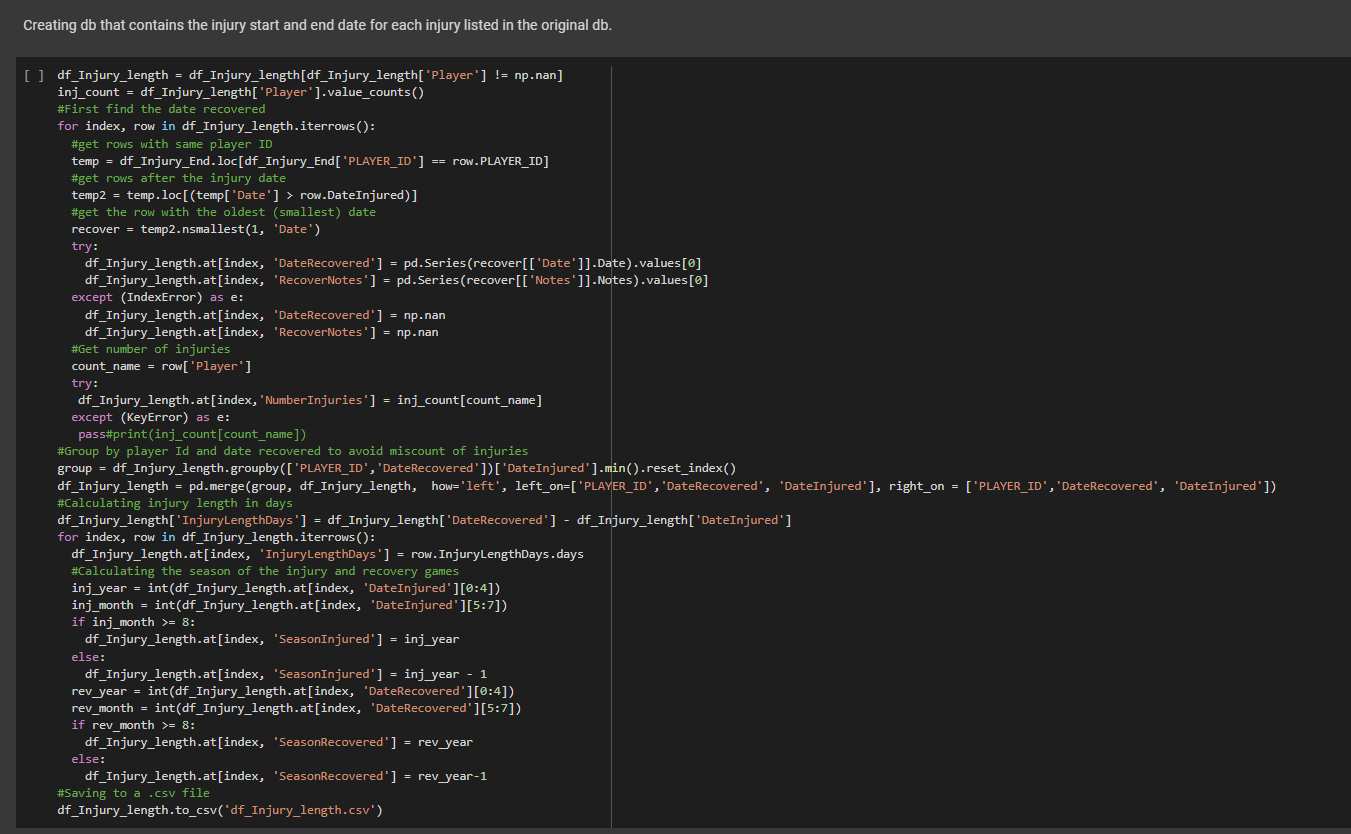 Creating db that contains the injury start and end date for each injury listed in the original db.
[ ] df_Injury_length = df_Injury_length[df_Injury_length['Player'] != np.nan]
inj_count = df_Injury_length['Player'].value_counts()
#First find the date recovered
for index, row in df_Injury_length.iterrows():
  #get rows with same player ID
  temp = df_Injury_End.loc[df_Injury_End['PLAYER_ID'] == row.PLAYER_ID]
  #get rows after the injury date
  temp2 = temp.loc[(temp['Date'] > row.DateInjured)]
  #get the row with the oldest (smallest) date
  recover = temp2.nsmallest(1, 'Date')
  try:
    df_Injury_length.at[index, 'DateRecovered'] = pd.Series(recover[['Date']].Date).values[0]
    df_Injury_length.at[index, 'RecoverNotes'] = pd.Series(recover[['Notes']].Notes).values[0]
  except (IndexError) as e:
    df_Injury_length.at[index, 'DateRecovered'] = np.nan
    df_Injury_length.at[index, 'RecoverNotes'] = np.nan
  #Get number of injuries
  count_name = row['Player']
  try:
   df_Injury_length.at[index,'NumberInjuries'] = inj_count[count_name]
  except (KeyError) as e:
   pass#print(inj_count[count_name])
#Group by player Id and date recovered to avoid miscount of injuries
group = df_Injury_length.groupby(['PLAYER_ID','DateRecovered'])['DateInjured'].min().reset_index()
df_Injury_length = pd.merge(group, df_Injury_length,  how='left', left_on=['PLAYER_ID','DateRecovered', 'DateInjured'], right_on = ['PLAYER_ID','DateRecovered', 'DateInjured'])
#Calculating injury length in days
df_Injury_length['InjuryLengthDays'] = df_Injury_length['DateRecovered'] - df_Injury_length['DateInjured']
for index, row in df_Injury_length.iterrows():
  df_Injury_length.at[index, 'InjuryLengthDays'] = row.InjuryLengthDays.days
  #Calculating the season of the injury and recovery games
  inj_year = int(df_Injury_length.at[index, 'DateInjured'][0:4])
  inj_month = int(df_Injury_length.at[index, 'DateInjured'][5:7])
  if inj_month >= 8:
    df_Injury_length.at[index, 'SeasonInjured'] = inj_year
  else:
    df_Injury_length.at[index, 'SeasonInjured'] = inj_year - 1
  rev_year = int(df_Injury_length.at[index, 'DateRecovered'][0:4])
  rev_month = int(df_Injury_length.at[index, 'DateRecovered'][5:7])
  if rev_month >= 8:
    df_Injury_length.at[index, 'SeasonRecovered'] = rev_year
  else:
    df_Injury_length.at[index, 'SeasonRecovered'] = rev_year-1
#Saving to a .csv file
df_Injury_length.to_csv('df_Injury_length.csv')